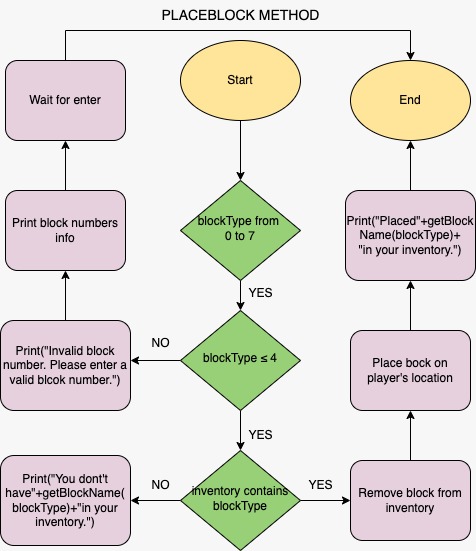 PLACEBLOCK METHOD
Start
End
Wait for enter
blockType from
0 to 7
Print block numbers
info
Print("Placed"+getBlock
Name(blockType)+
"in your inventory.")
YES
Print("Invalid block
number. Please enter a
valid blcok number.")
NO
blockType ≤ 4
Place bock on
player's location
YES
Print("You don't
have"+getBlockName(
blockType)+"in your
inventory.")
NO
inventory contains
blockType
YES
Remove block from
inventory